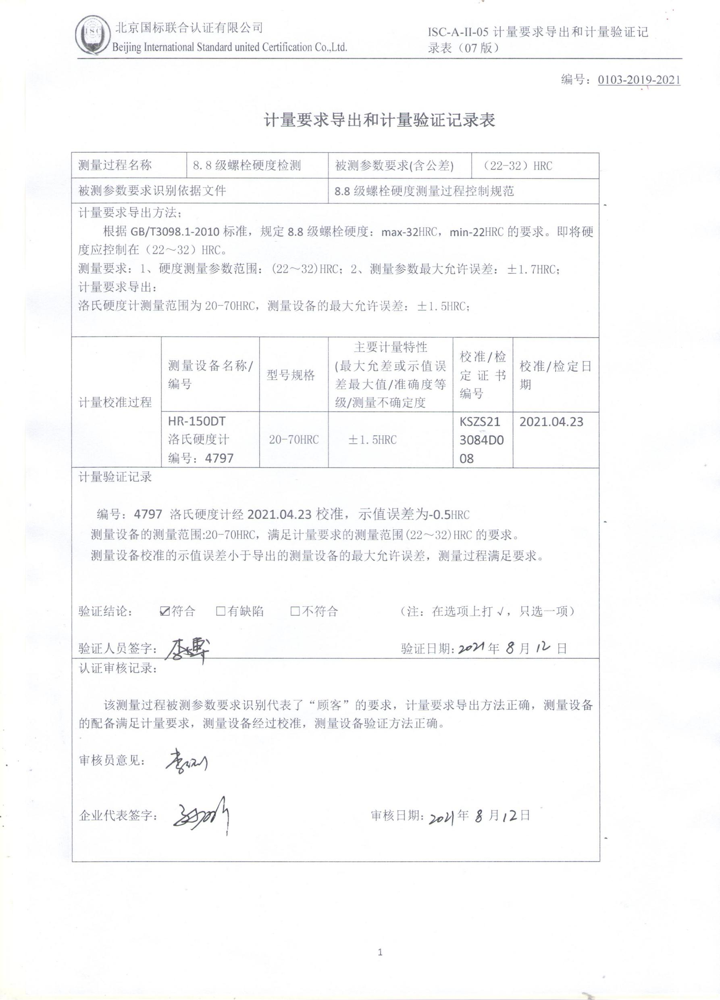 ISC
北京国标联合认证有限公司
Beijing International Standard united Certification Co.,Ltd.
ISC-A-II-05 计量要求导出和计量验证记
录表（07 版）
编号：0103-2019-2021
计量要求导出和计量验证记录表
测量过程名称 8.8 级螺栓硬度检测 被测参数要求(含公差) （22-32）HRC
被测参数要求识别依据文件 8.8 级螺栓硬度测量过程控制规范
计量要求导出方法；
根据 GB/T3098.1-2010 标准，规定 8.8 级螺栓硬度：max-32HRC，min-22HRC 的要求。即将硬
度应控制在（22～32）HRC。
测量要求：1、硬度测量参数范围：(22～32)HRC；2、测量参数最大允许误差：±1.7HRC；
计量要求导出：
洛氏硬度计测量范围为 20-70HRC，测量设备的最大允许误差：±1.5HRC；
计量校准过程
测量设备名称/
编号
型号规格
主要计量特性
(最大允差或示值误
差最大值/准确度等
级/测量不确定度
校准/检
定证书
编号
校准/检定日
期
HR-150DT
洛氏硬度计
编号：4797
20-70HRC
±1.5HRC
KSZS21
3084D0
08
2021.04.23
计量验证记录
编号：4797 洛氏硬度计经 2021.04.23 校准，示值误差为-0.5HRC
测量设备的测量范围:20-70HRC，满足计量要求的测量范围(22～32)HRC 的要求。
测量设备校准的示值误差小于导出的测量设备的最大允许误差，测量过程满足要求。
验证结论： ☑符合 □有缺陷 □不符合 （注：在选项上打 √，只选一项）
验证人员签字： 验证日期：2021 年 8 月 12 日
认证审核记录：
该测量过程被测参数要求识别代表了“顾客”的要求，计量要求导出方法正确，测量设备
的配备满足计量要求，测量设备经过校准，测量设备验证方法正确。
审核员意见：
企业代表签字： 审核日期：2021 年 8 月 12 日
1